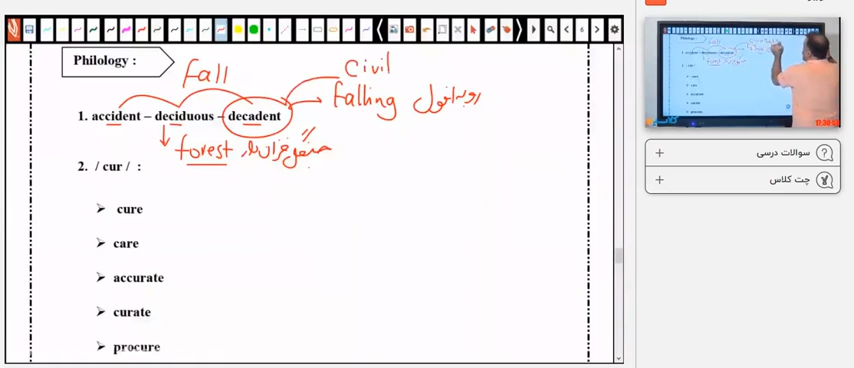 Philology :
Fall
Civil
Falling رو به افول
1. accident – deciduous – decadent
forest جنگل خزان‌دار
2. / cur / :
cure
care
accurate
curate
procure
سوالات درسی
چت کلاس